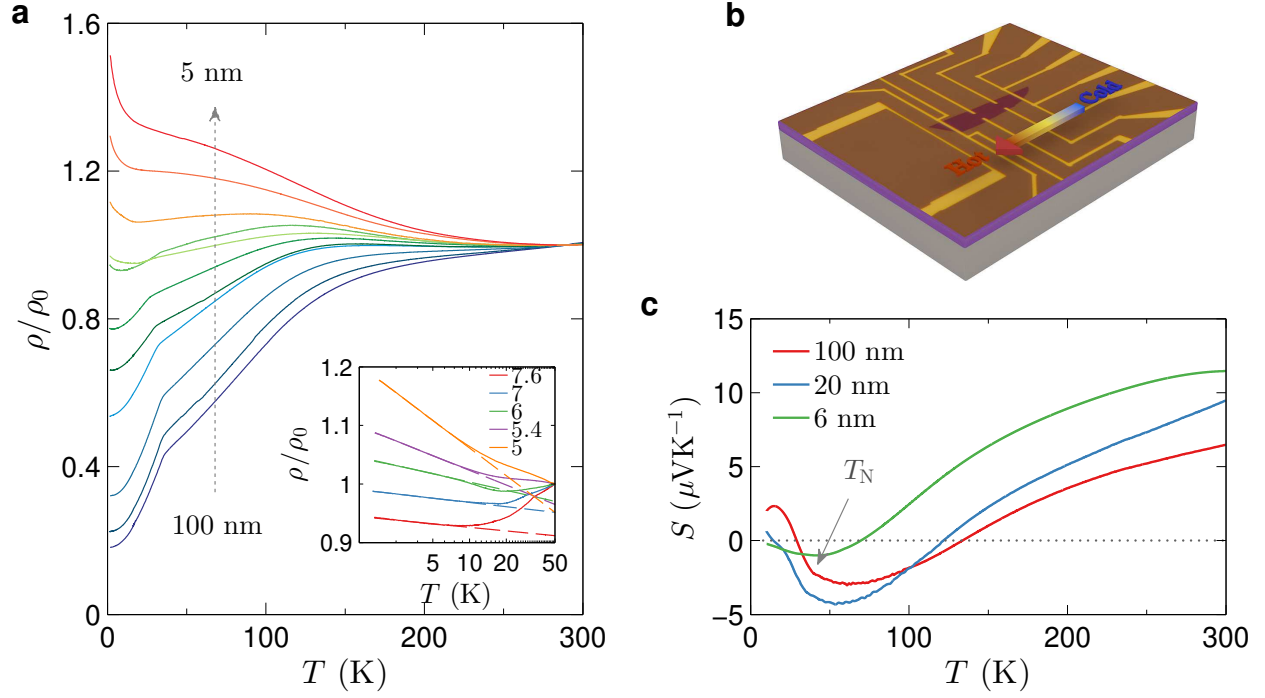 a
1.6
1.2
0.8
0.4
0
ρ/ρ0
5 nm
100 nm
0
100
200
300
T (K)
1.2
1.1
1
0.9
ρ/ρ0
7.6
7
6
5.4
5
5
10
20
50
T (K)
b
Cold
Hot
c
15
10
5
0
−5
S (μVK−1)
100 nm
20 nm
6 nm
TN
0
100
200
300
T (K)